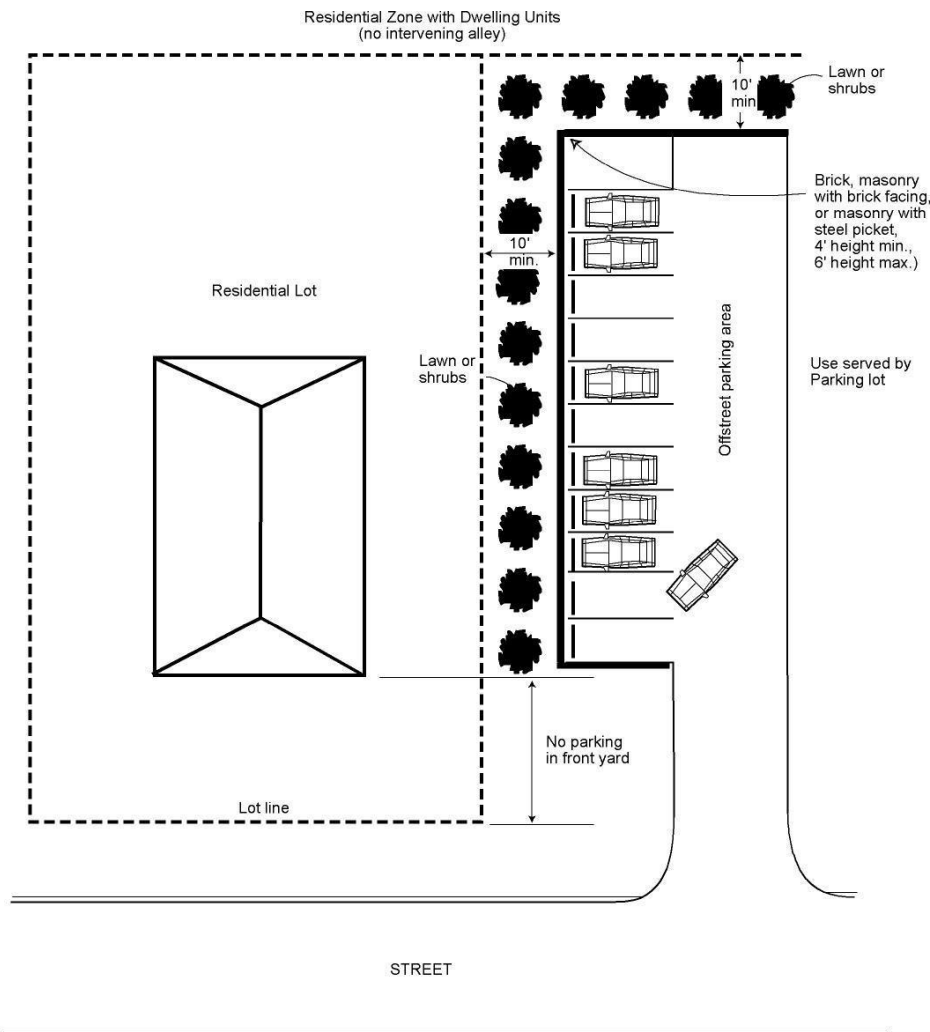 Residential Zone with Dwelling Units
(no intervening alley)
10'
min
Lawn or
shrubs
Brick, masonry
with brick facing,
or masonry with
steel picket,
4' height min.,
6' height max.)
10'
min.
Residential Lot
Offstreet parking area
Lawn or
shrubs
Use served by
Parking lot
No parking
in front yard
Lot line
STREET